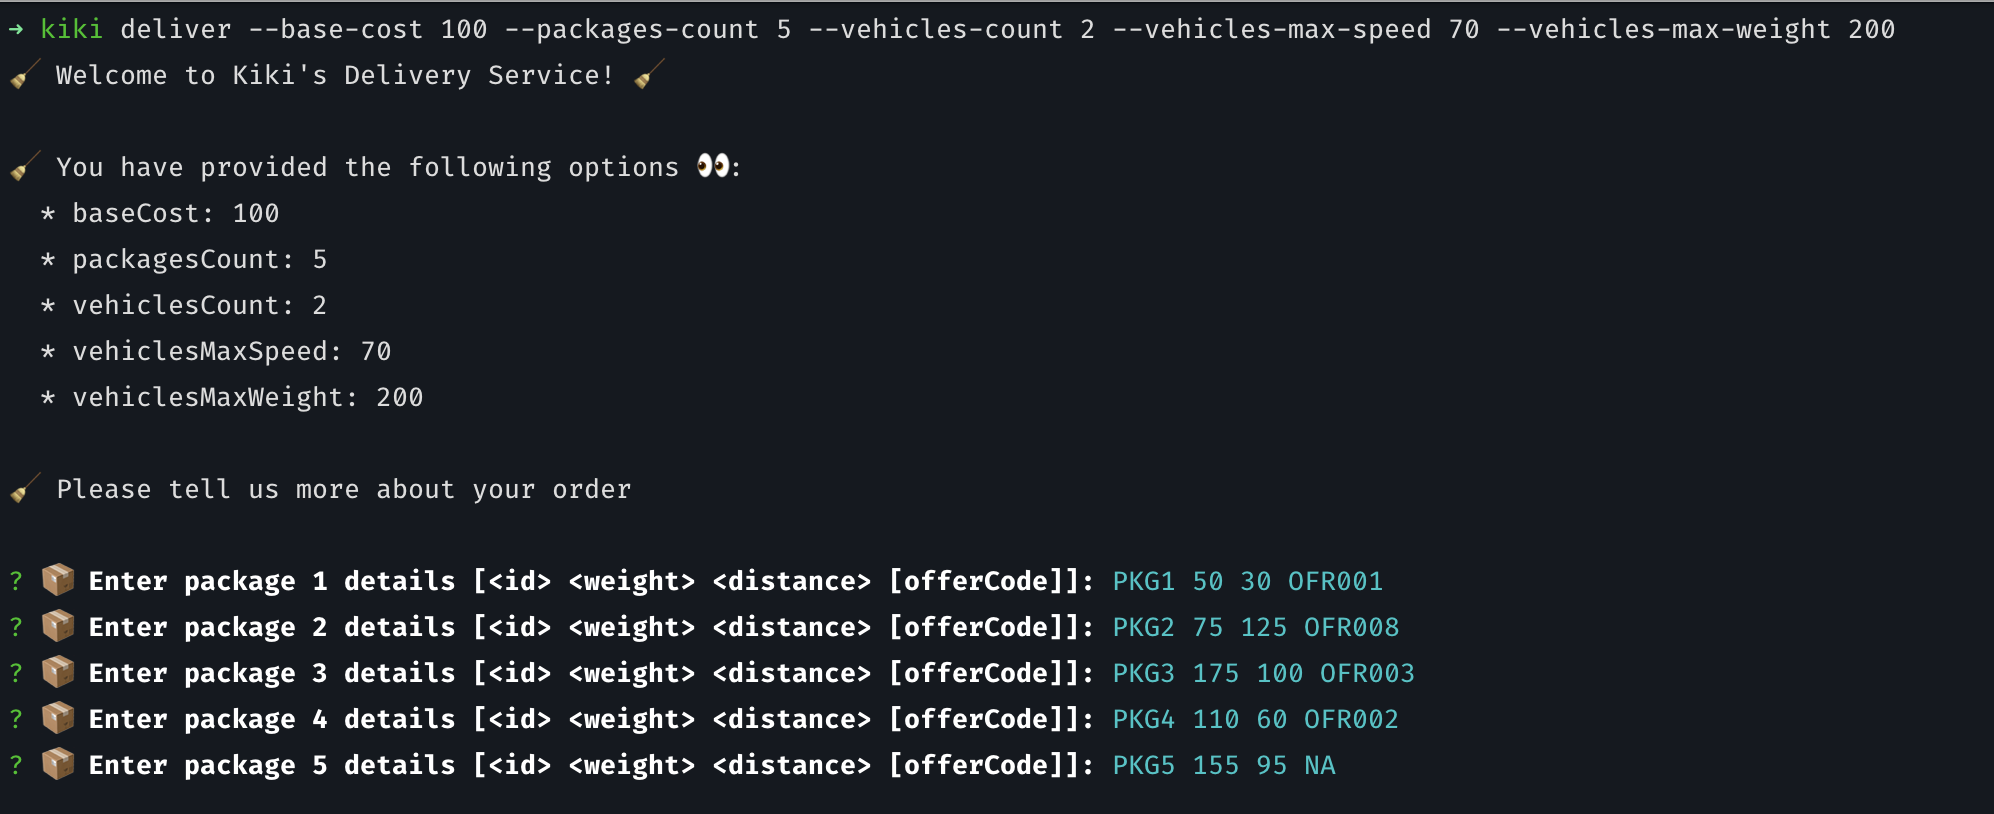 ➜ kiki deliver --base-cost 100 --packages-count 5 --vehicles-count 2 --vehicles-max-speed 70 --vehicles-max-weight 200
🧹 Welcome to Kiki's Delivery Service! 🧹
🧹 You have provided the following options 👀:
* baseCost: 100
* packagesCount: 5
* vehiclesCount: 2
* vehiclesMaxSpeed: 70
* vehiclesMaxWeight: 200
🧹 Please tell us more about your order
? 📦 Enter package 1 details [<id> <weight> <distance> [offerCode]]: PKG1 50 30 OFR001
? 📦 Enter package 2 details [<id> <weight> <distance> [offerCode]]: PKG2 75 125 OFR008
? 📦 Enter package 3 details [<id> <weight> <distance> [offerCode]]: PKG3 175 100 OFR003
? 📦 Enter package 4 details [<id> <weight> <distance> [offerCode]]: PKG4 110 60 OFR002
? 📦 Enter package 5 details [<id> <weight> <distance> [offerCode]]: PKG5 155 95 NA